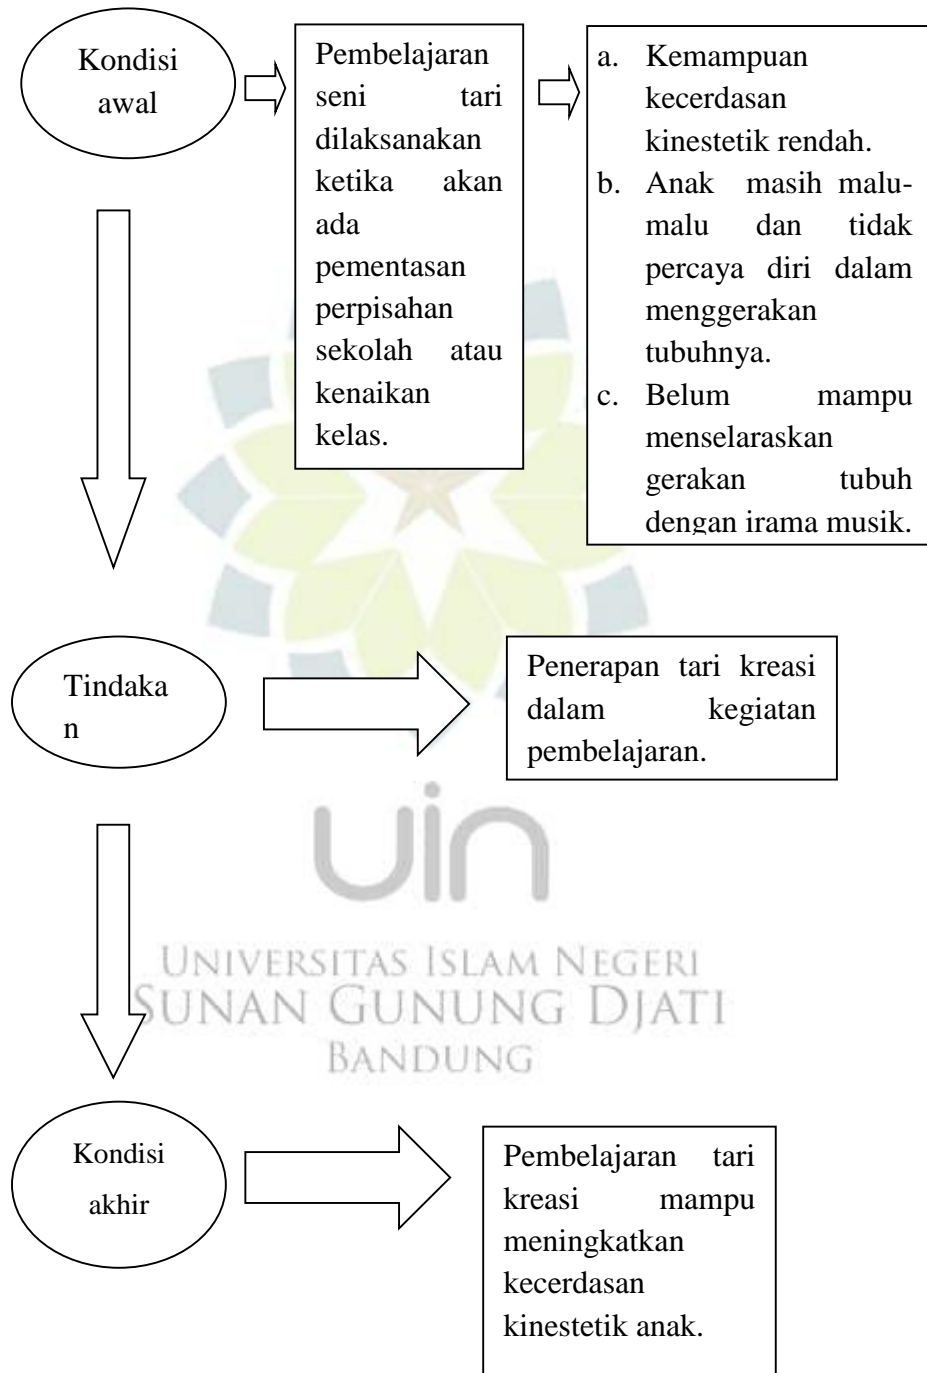 Kondisi
awal
Pembelajaran
seni tari
dilaksanakan
ketika akan
ada
pementasan
perpisahan
sekolah atau
kenaikan
kelas.
a. Kemampuan
kecerdasan
kinestetik rendah.
b. Anak masih malu-
malu dan tidak
percaya diri dalam
menggerakan
tubuhnya.
c. Belum mampu
menselaraskan
gerakan tubuh
dengan irama musik.
Tindaka
n
Penerapan tari kreasi
dalam kegiatan
pembelajaran.
uin
UNIVERSITAS ISLAM NEGERI
SUNAN GUNUNG DJATI
BANDUNG
Kondisi
akhir
Pembelajaran tari
kreasi mampu
meningkatkan
kecerdasan
kinestetik anak.